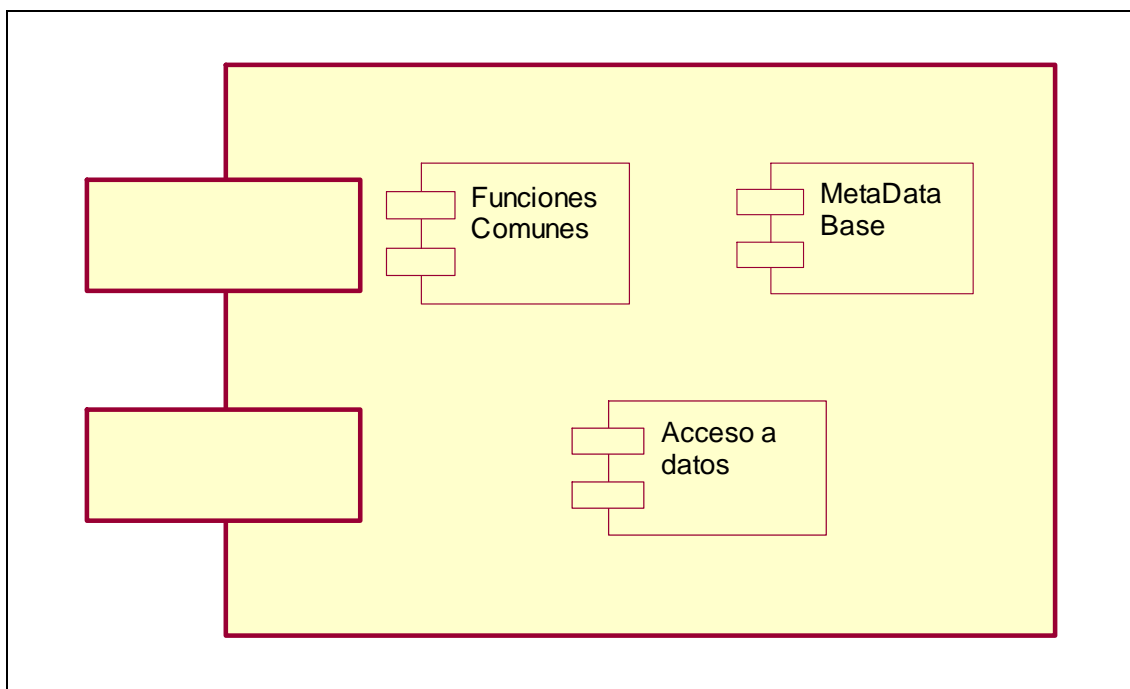 Funciones
Comunes
MetaData
Base
Acceso a
datos